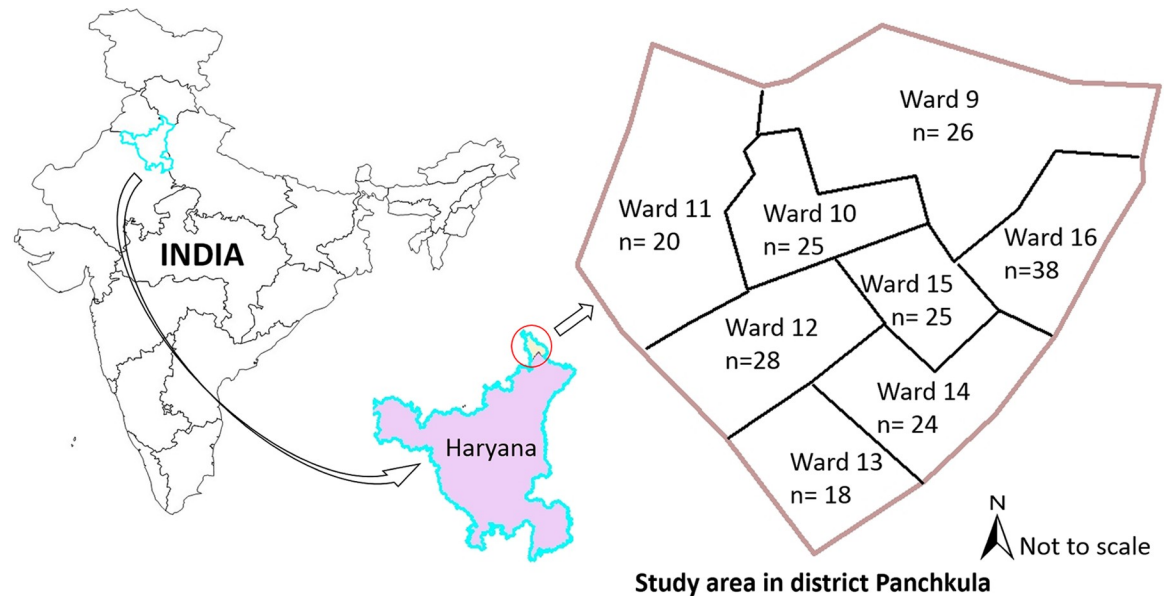 INDIA
Haryana
Ward 9
n= 26
Ward 11
n= 20
Ward 10
n= 25
Ward 16
n=38
Ward 15
n= 25
Ward 12
n=28
Ward 14
n= 24
Ward 13
n= 18
N
Not to scale
Study area in district Panchkula